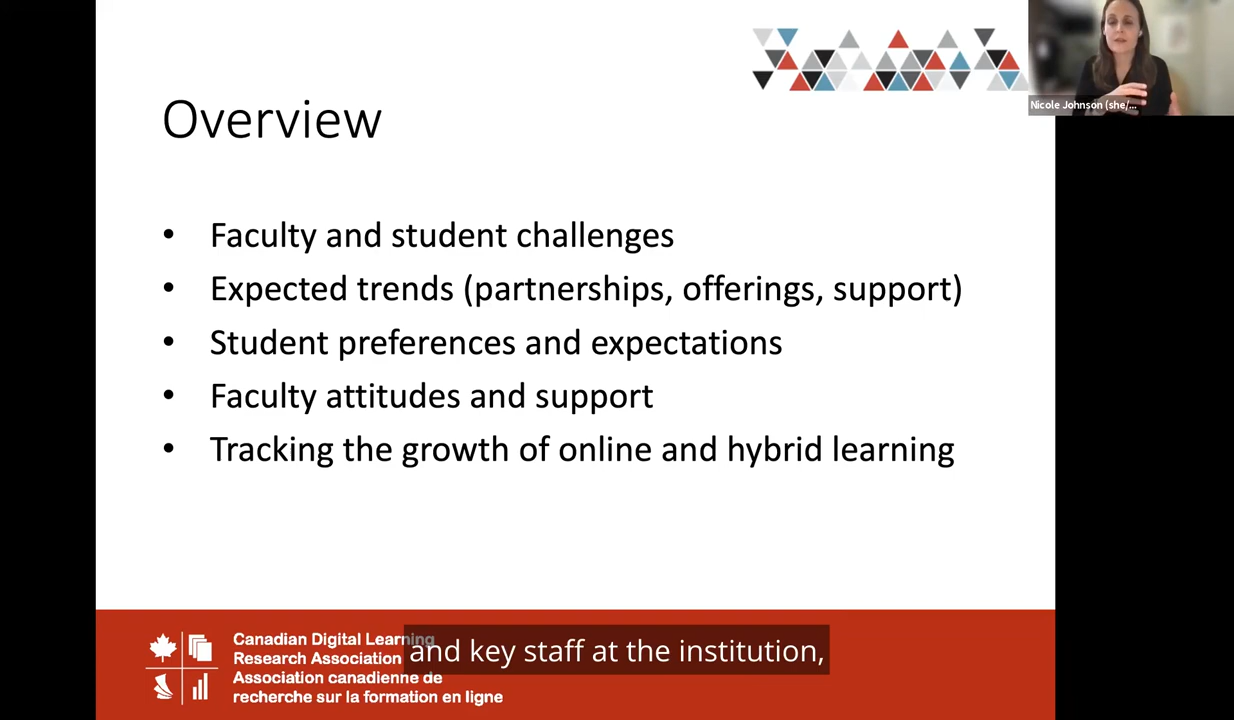 Nicole Johnson (she/...
Overview
• Faculty and student challenges
• Expected trends (partnerships, offerings, support)
• Student preferences and expectations
• Faculty attitudes and support
• Tracking the growth of online and hybrid learning
Canadian Digital Learning
Research Association
Association canadienne de
recherche sur la formation en ligne
and key staff at the institution,